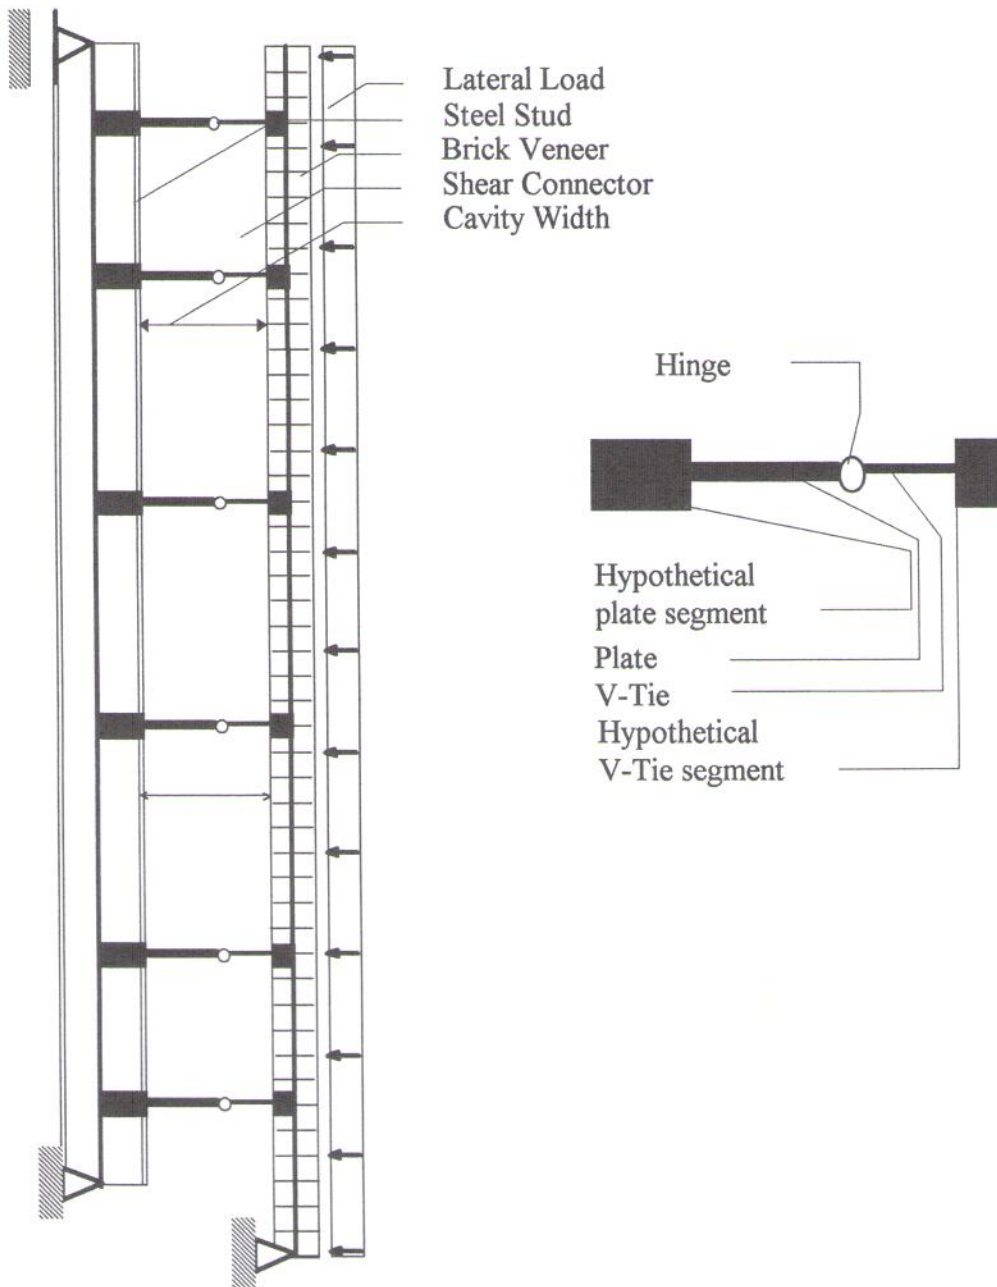 Lateral Load
Steel Stud
Brick Veneer
Shear Connector
Cavity Width
Hinge
Hypothetical
plate segment
Plate
V-Tie
Hypothetical
V-Tie segment